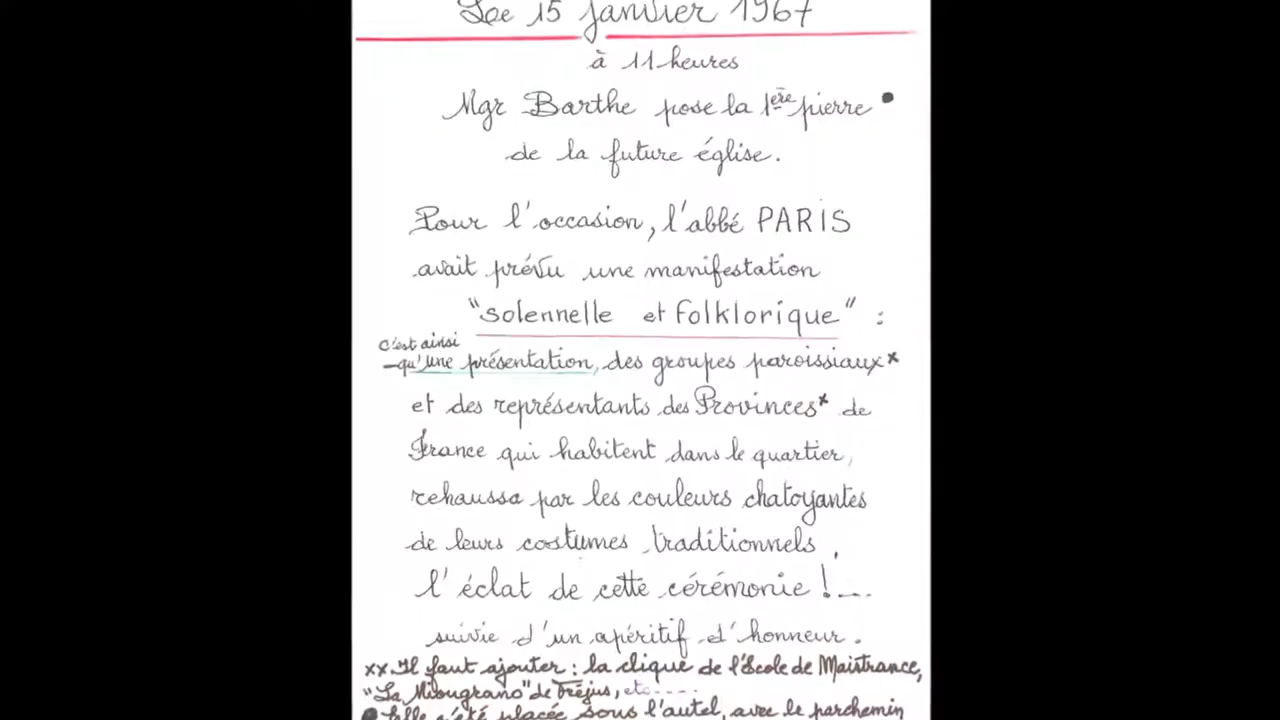 Le 15 janvier 1967
à 11 heures
Mgr Barthe pose la 1ère pierre ●
de la future église.
Pour l'occasion, l'abbé PARIS
avait prévu une manifestation
"solennelle et folklorique" :
c'est ainsi
-qu'une présentation, des groupes paroissiaux*
et des représentants des Provinces* de
France qui habitent dans le quartier,
rehaussa par les couleurs chatoyantes
de leurs costumes traditionnels,
l'éclat de cette cérémonie !...
suivie d'un apéritif d'honneur.
xx. Il faut ajouter : la clique de l'École de Maistrance,
"La Miougrano" de Fréjus, etc.....
● Elle a été placée sous l'autel, avec le parchemin